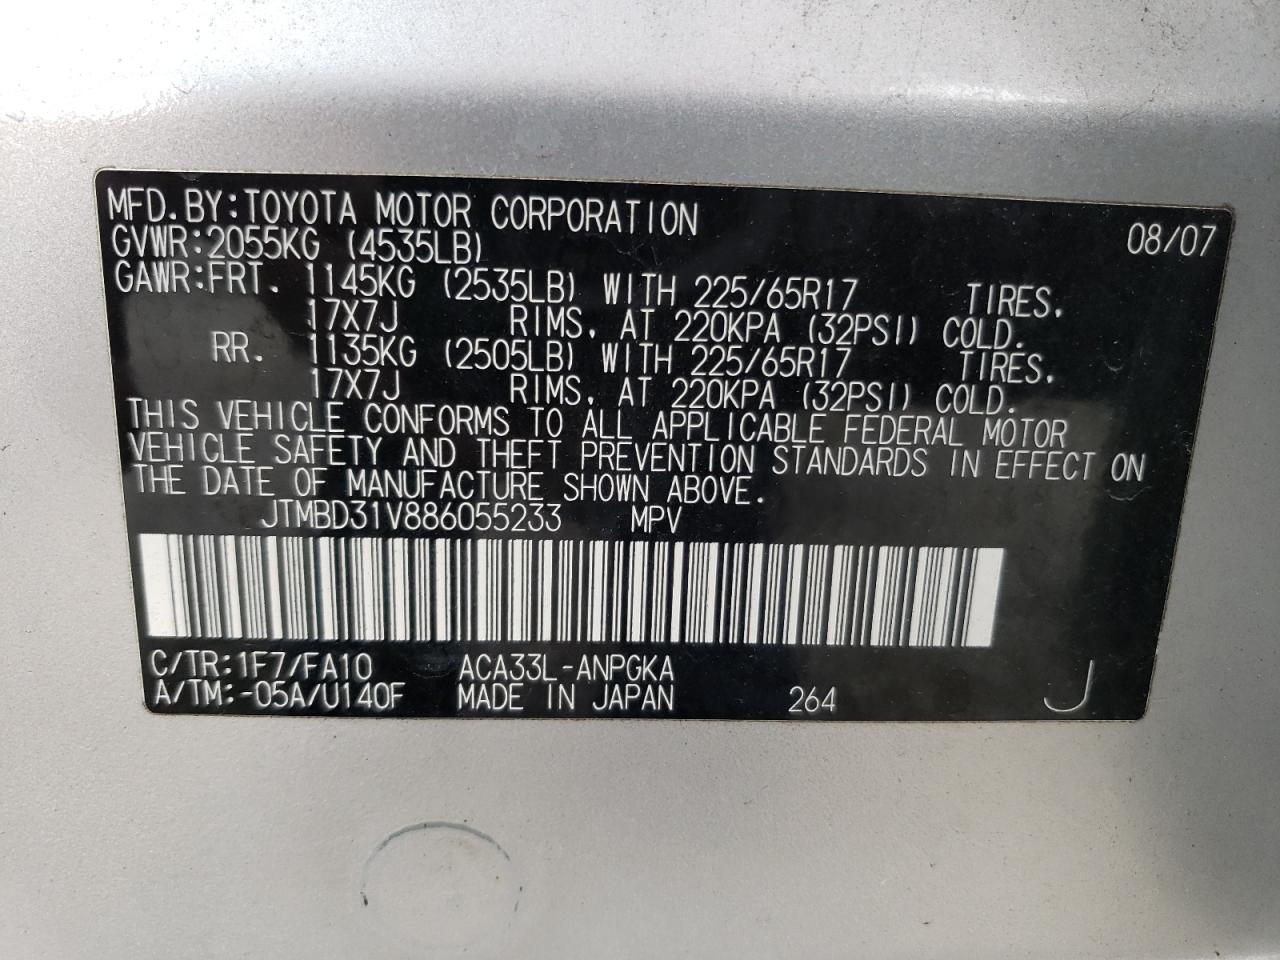 MFD. BY: TOYOTA MOTOR CORPORATION 08/07
GVWR: 2055KG (4535LB)
GAWR: FRT. 1145KG (2535LB) WITH 225/65R17 TIRES,
17X7J RIMS, AT 220KPA (32PSI) COLD.
RR. 1135KG (2505LB) WITH 225/65R17 TIRES,
17X7J RIMS, AT 220KPA (32PSI) COLD.
THIS VEHICLE CONFORMS TO ALL APPLICABLE FEDERAL MOTOR
VEHICLE SAFETY AND THEFT PREVENTION STANDARDS IN EFFECT ON
THE DATE OF MANUFACTURE SHOWN ABOVE.
JTMBD31V886055233 MPV
C/TR: 1F7/FA10 ACA33L-ANPGKA
A/TM: -05A/U140F MADE IN JAPAN 264 J